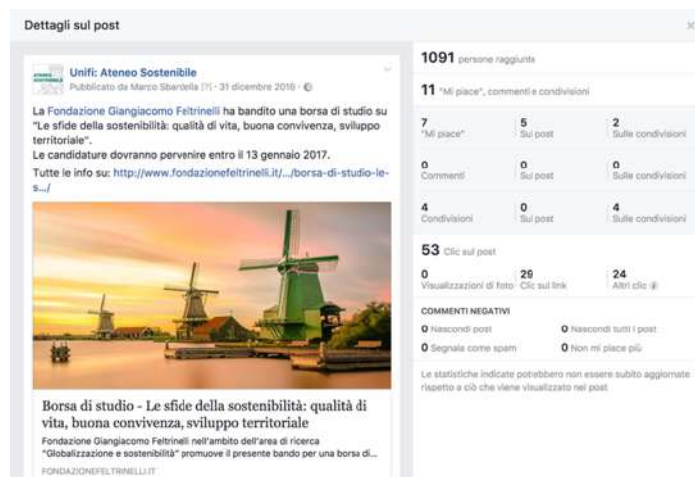 Dettagli sul post
Unifi: Ateneo Sostenibile
Pubblicato da Marco Sbardella [?] · 31 dicembre 2016 ·
La Fondazione Giangiacomo Feltrinelli ha bandito una borsa di studio su
"Le sfide della sostenibilità: qualità di vita, buona convivenza, sviluppo
territoriale".
Le candidature dovranno pervenire entro il 13 gennaio 2017.
Tutte le info su: http://www.fondazionefeltrinelli.it/.../borsa-di-studio-le-
s.../
Borsa di studio - Le sfide della sostenibilità: qualità di
vita, buona convivenza, sviluppo territoriale
Fondazione Giangiacomo Feltrinelli nell'ambito dell'area di ricerca
"Globalizzazione e sostenibilità" promuove il presente bando per una borsa di...
FONDAZIONEFELTRINELLI.IT
1091 persone raggiunte
11 "Mi piace", commenti e condivisioni
7 5 2
"Mi piace" Sul post Sulle condivisioni
0 0 0
Commenti Sul post Sulle condivisioni
4 0 4
Condivisioni Sul post Sulle condivisioni
53 Clic sul post
0 29 24
Visualizzazioni di foto Clic sul link Altri clic
COMMENTI NEGATIVI
0 Nascondi post 0 Nascondi tutti i post
0 Segnala come spam 0 Non mi piace più
Le statistiche indicate potrebbero non essere subito aggiornate
rispetto a ciò che viene visualizzato nei post